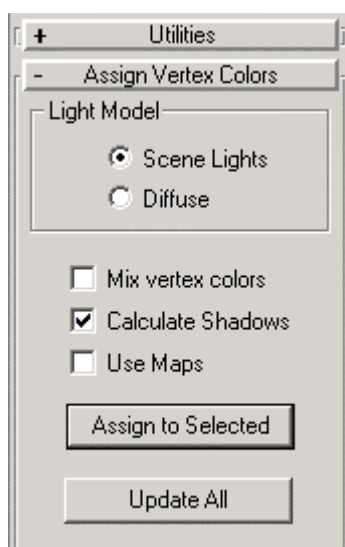 + Utilities
- Assign Vertex Colors
Light Model
Scene Lights
Diffuse
Mix vertex colors
Calculate Shadows
Use Maps
Assign to Selected
Update All